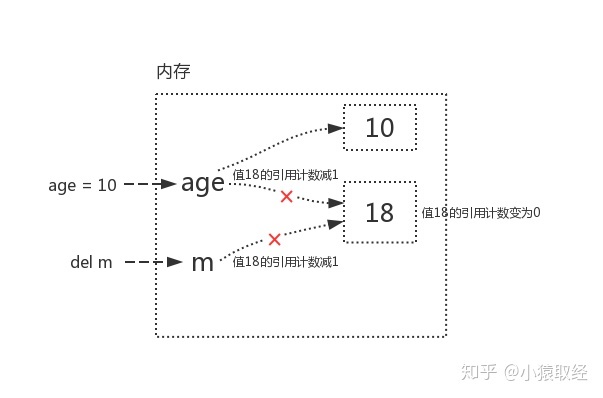 内存
10
age = 10
age
值18的引用计数减1
18
值18的引用计数变为0
del m
m
值18的引用计数减1
知乎 @小猿取经